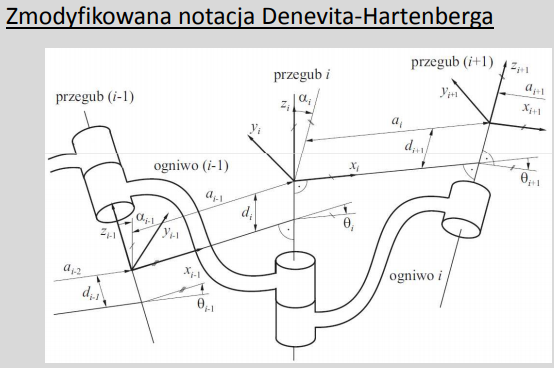 Zmodyfikowana notacja Denevita-Hartenberga
przegub (i+1)
z_{i+1}
przegub i
a_{i+1}
α_i
z_i
y_{i+1}
x_{i+1}
przegub (i-1)
a_i
y_i
d_{i+1}
ogniwo (i-1)
x_i
θ_{i+1}
a_{i-1}
α_{i-1}
d_i
z_{i-1}
y_{i-1}
θ_i
a_{i-2}
x_{i-1}
ogniwo i
d_{i-1}
θ_{i-1}